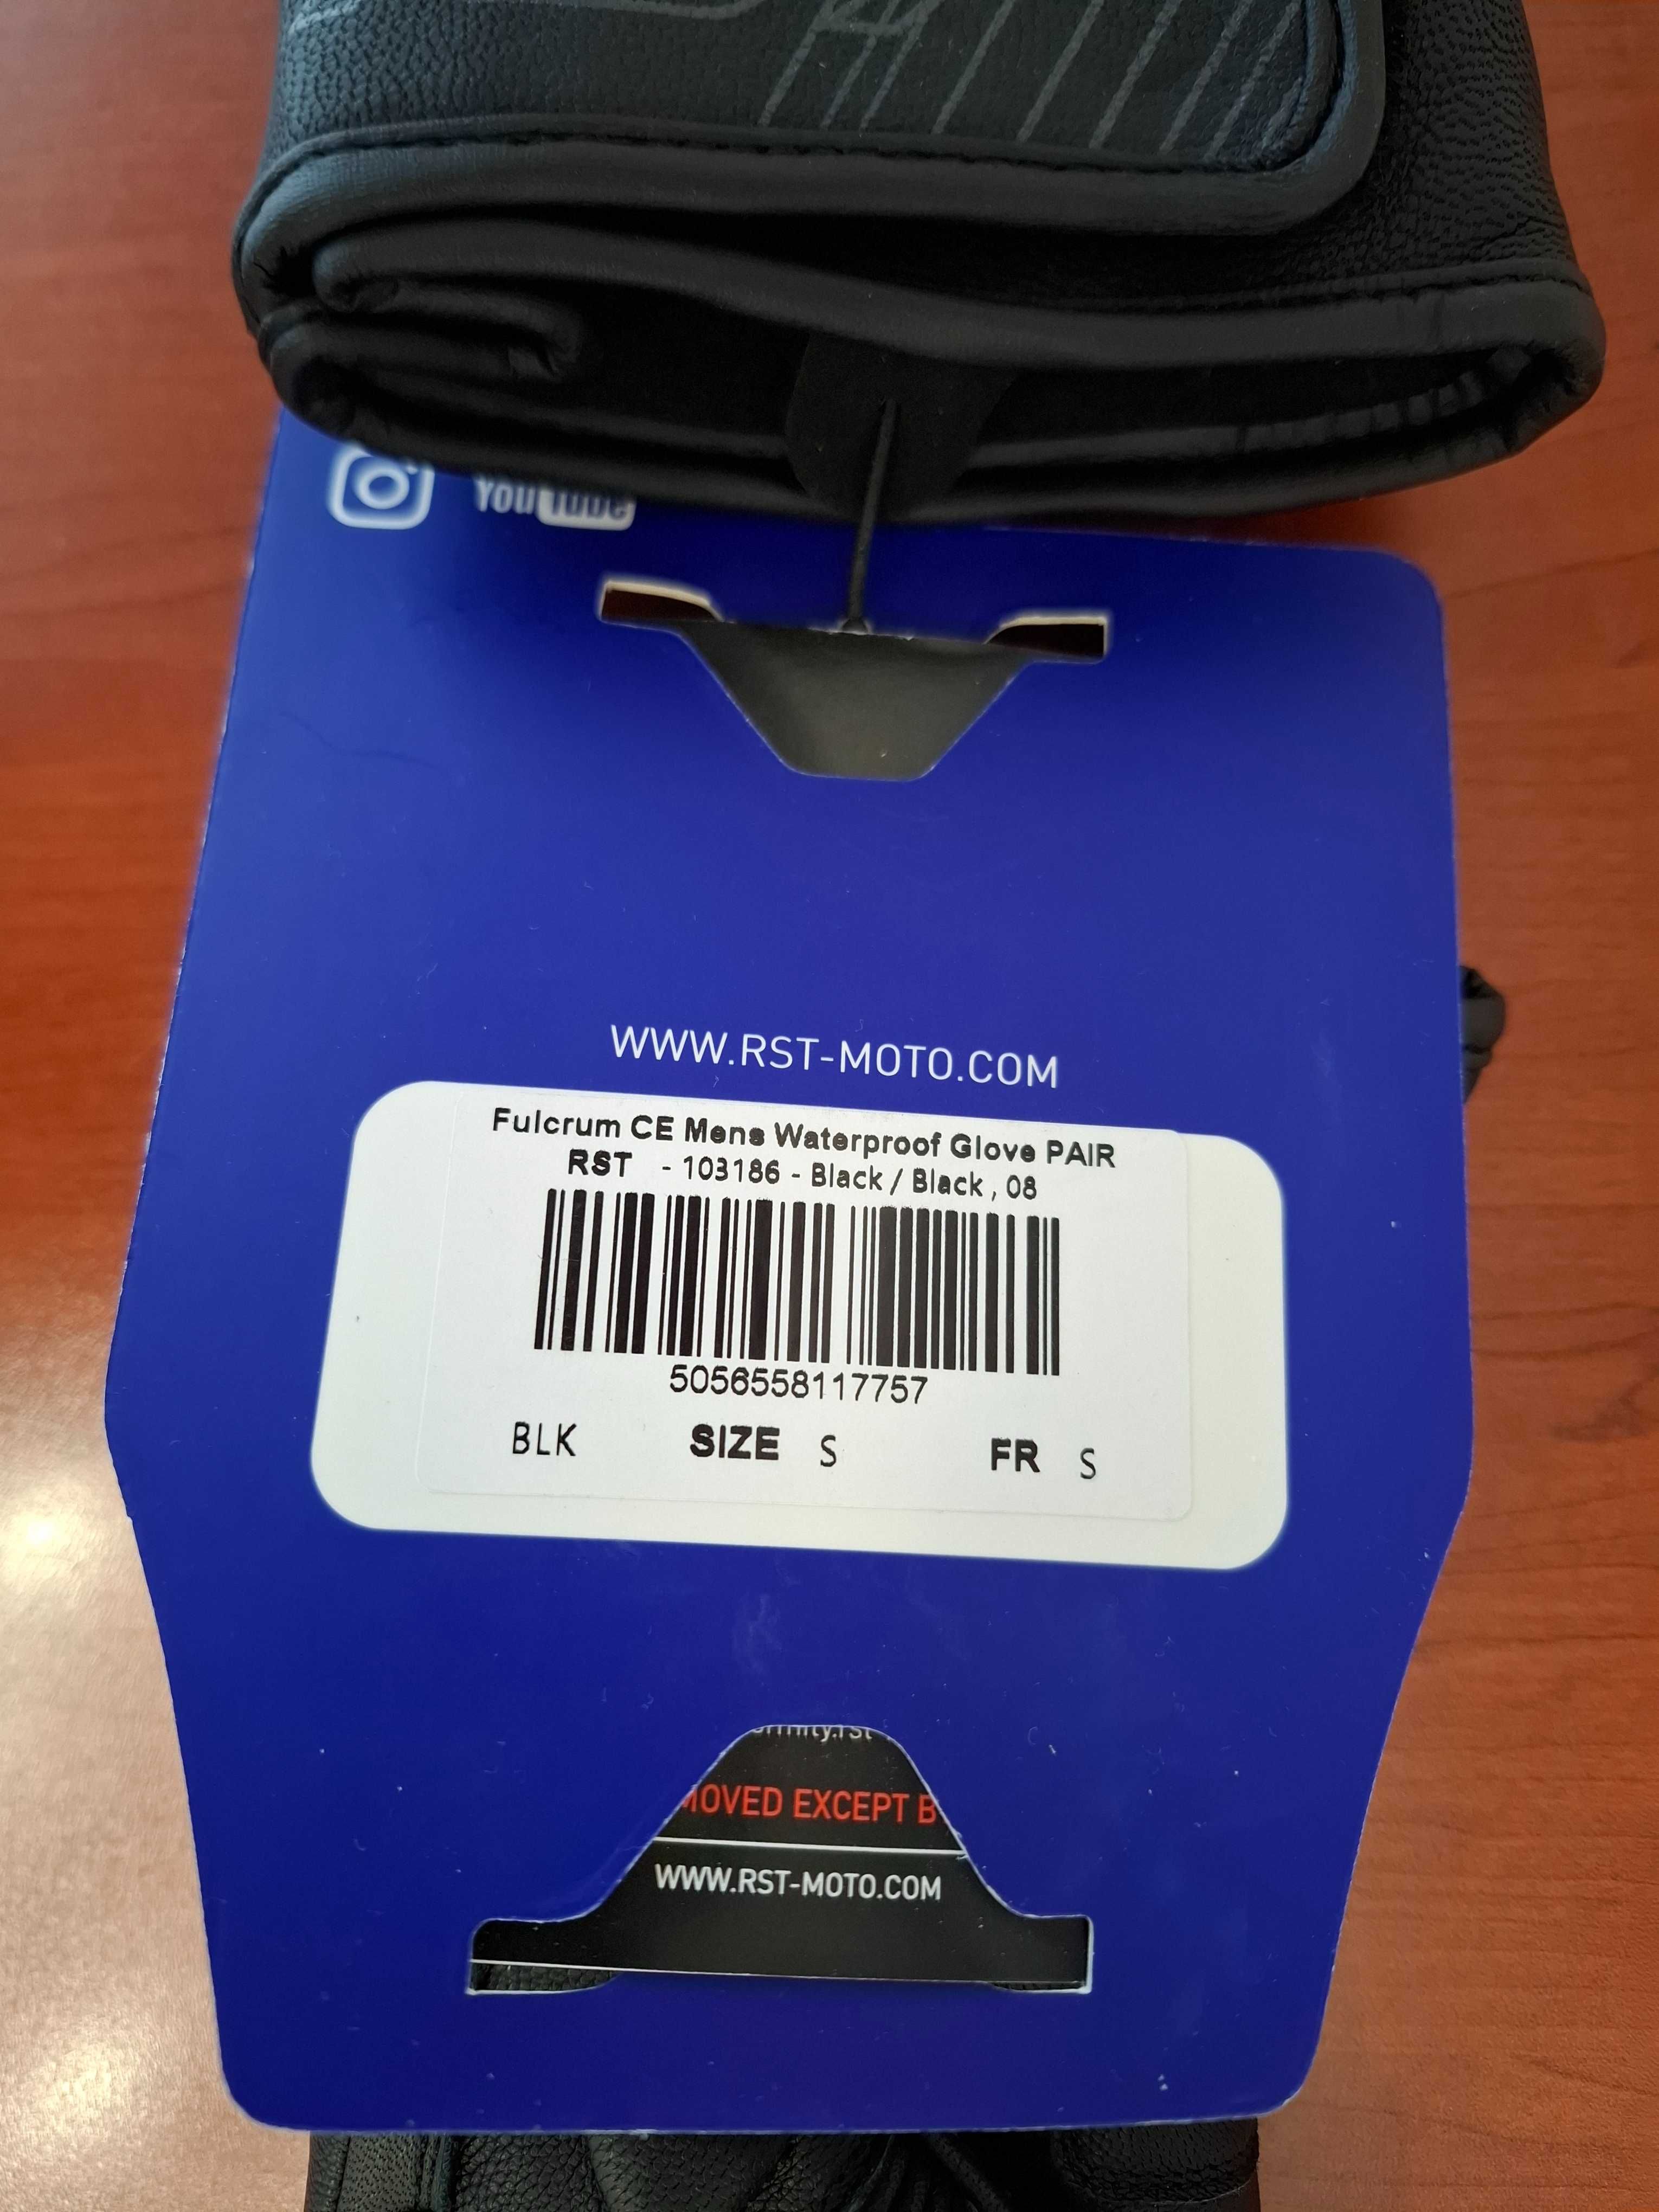 YouTube
WWW.RST-MOTO.COM
Fulcrum CE Mens Waterproof Glove PAIR
RST - 103186 - Black / Black , 08
5056558117757
BLK SIZE S FR S
MOVED EXCEPT B
WWW.RST-MOTO.COM